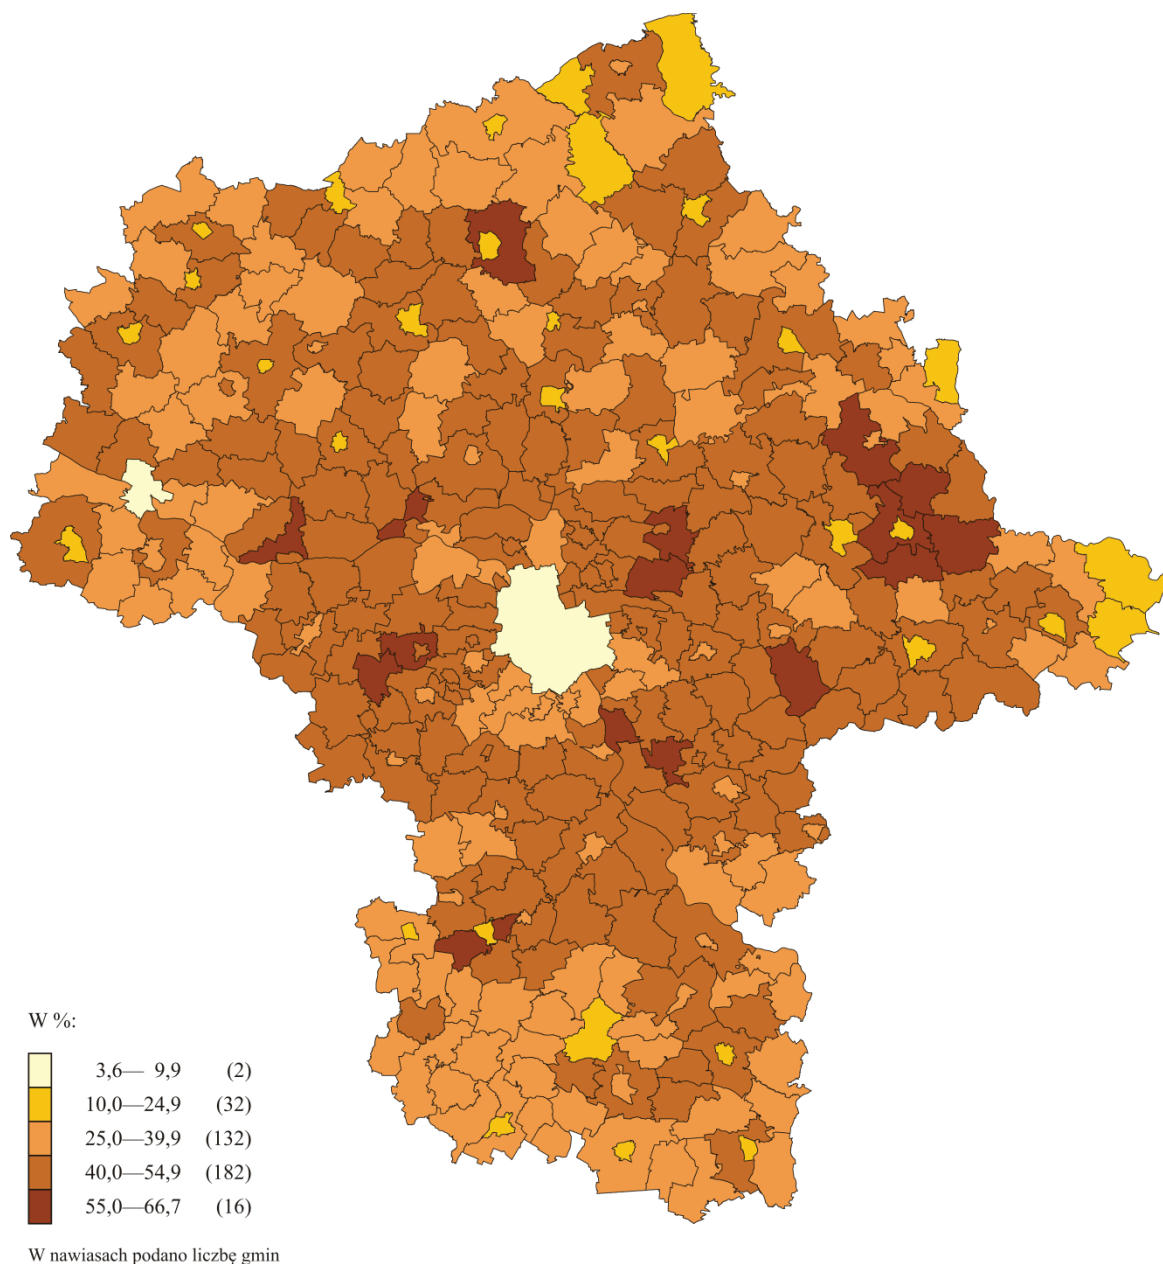 W %:
3,6— 9,9 (2)
10,0—24,9 (32)
25,0—39,9 (132)
40,0—54,9 (182)
55,0—66,7 (16)
W nawiasach podano liczbę gmin